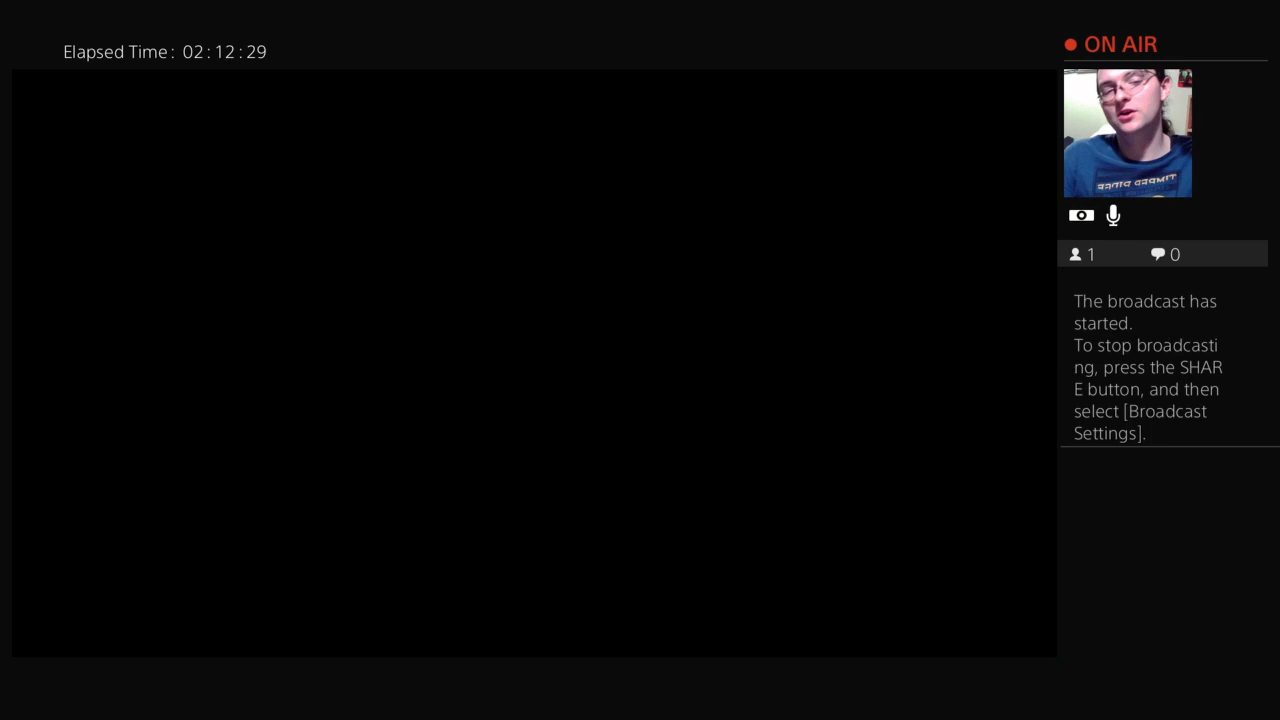 Elapsed Time: 02:12:29
ON AIR
1
0
The broadcast has
started.
To stop broadcasti
ng, press the SHAR
E button, and then
select [Broadcast
Settings].